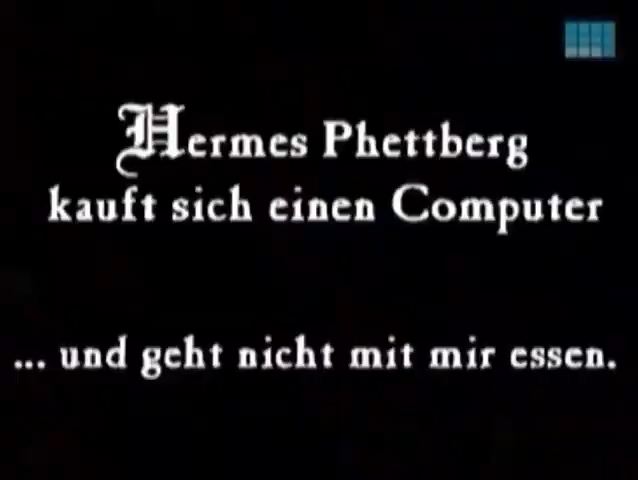 Hermes Phettberg
kauft sich einen Computer
... und geht nicht mit mir essen.